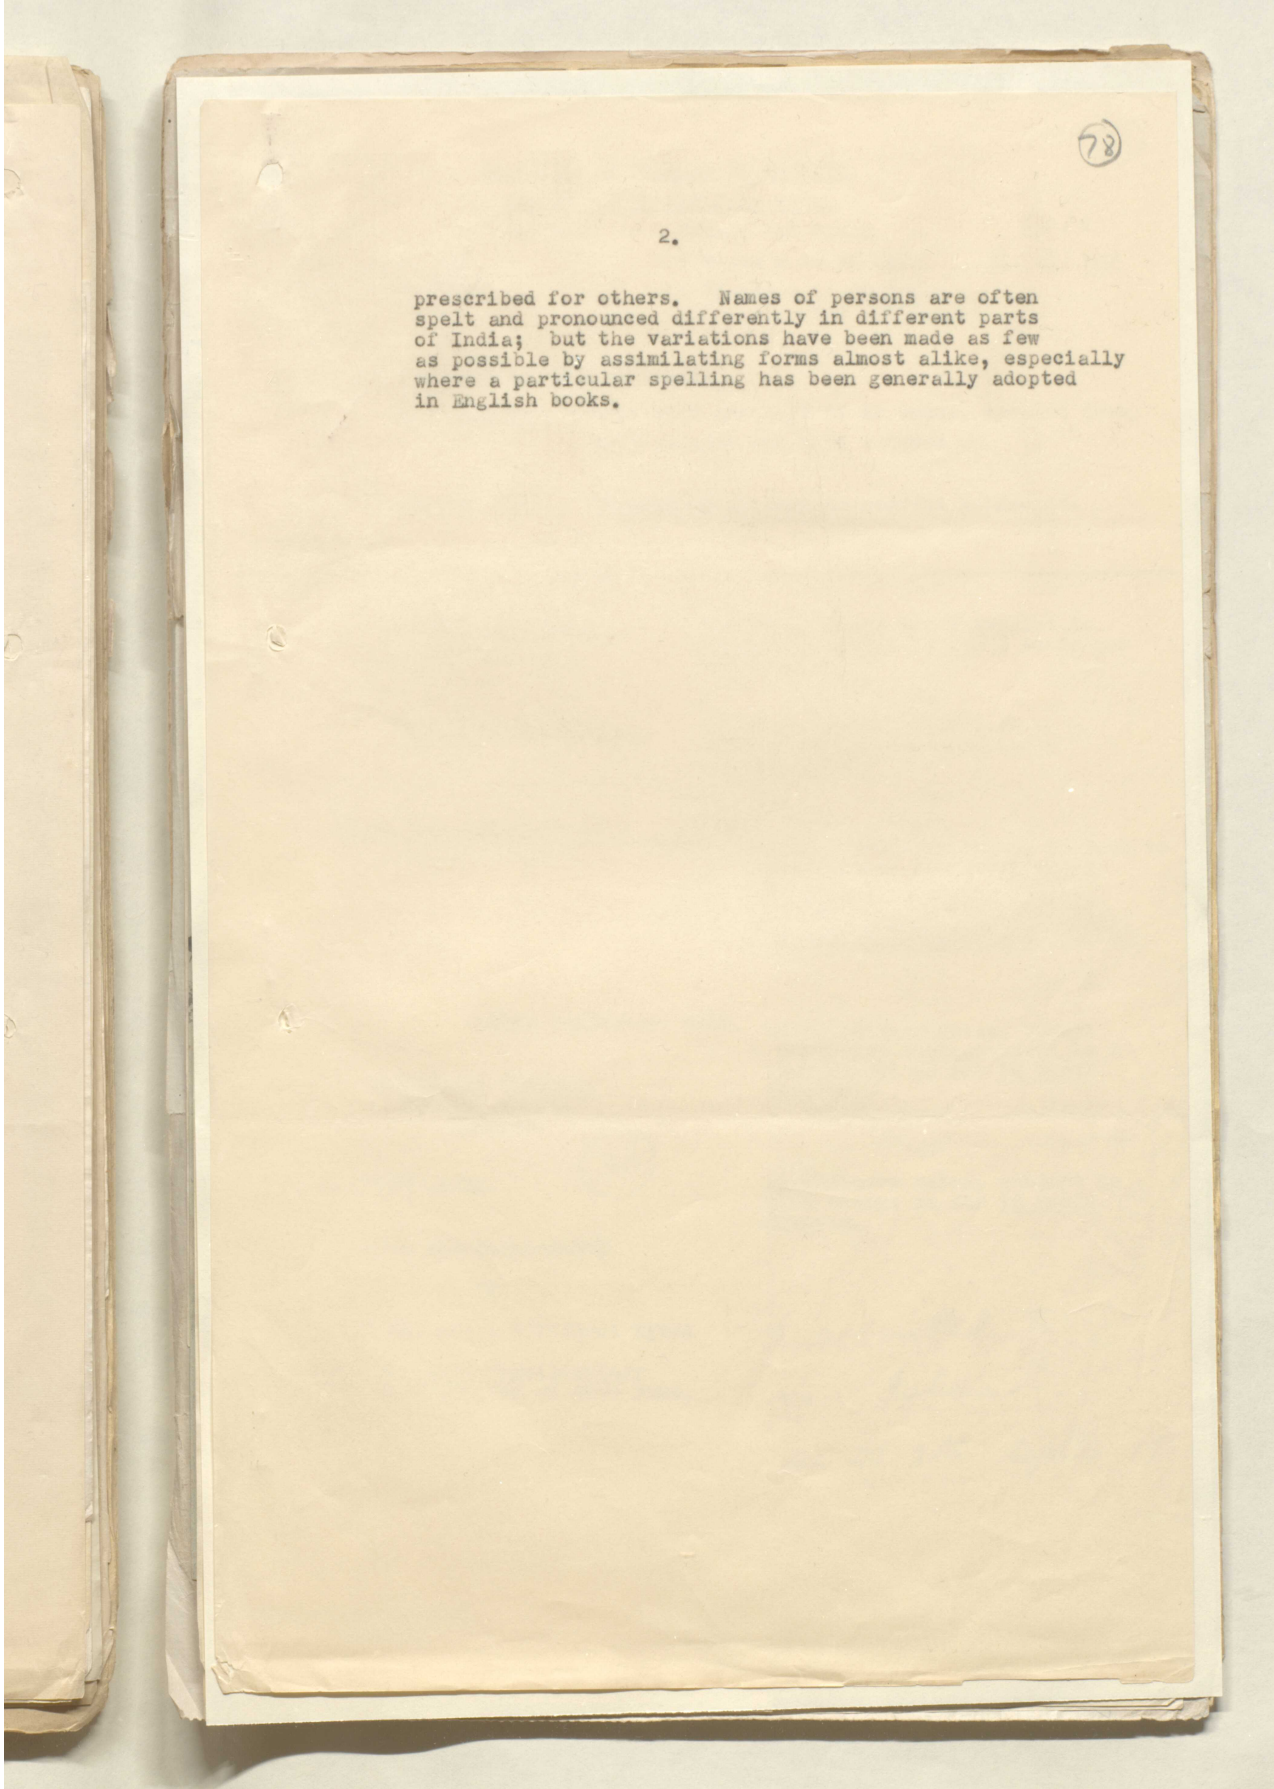 78
2.
prescribed for others.   Names of persons are often
spelt and pronounced differently in different parts
of India;  but the variations have been made as few
as possible by assimilating forms almost alike, especially
where a particular spelling has been generally adopted
in English books.